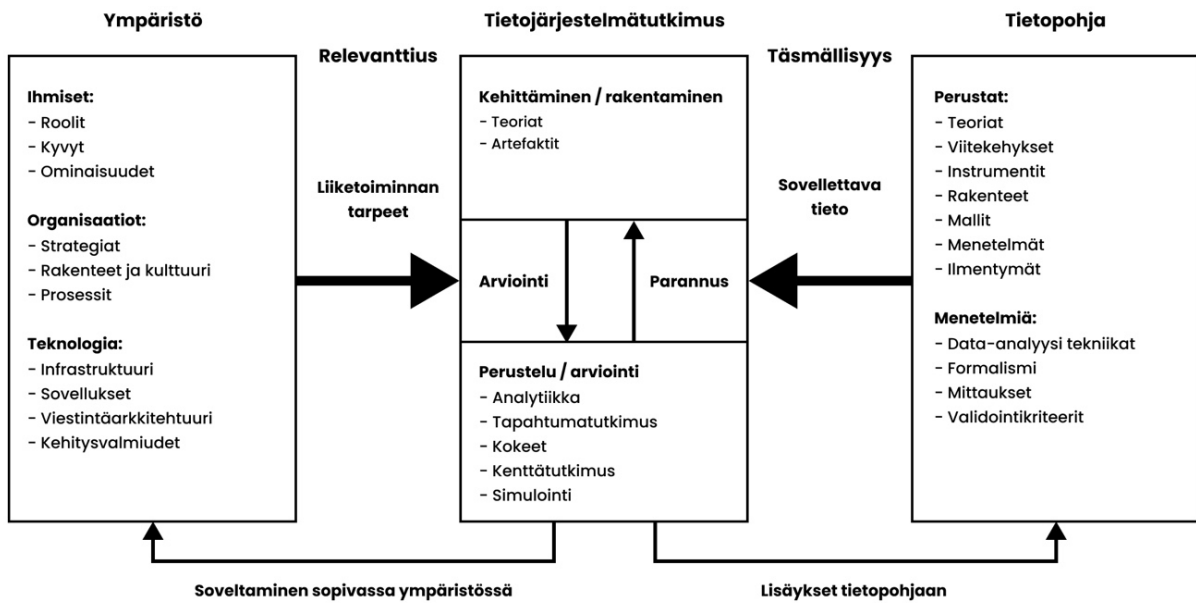 Ympäristö
Tietojärjestelmätutkimus
Tietopohja
Relevanttius
Täsmällisyys
Ihmiset:
- Roolit
- Kyvyt
- Ominaisuudet
Organisaatiot:
- Strategiat
- Rakenteet ja kulttuuri
- Prosessit
Teknologia:
- Infrastruktuuri
- Sovellukset
- Viestintäarkkitehtuuri
- Kehitysvalmiudet
Liiketoiminnan
tarpeet
Kehittäminen / rakentaminen
- Teoriat
- Artefaktit
Arviointi
Parannus
Perustelu / arviointi
- Analytiikka
- Tapahtumatutkimus
- Kokeet
- Kenttätutkimus
- Simulointi
Sovellettava
tieto
Perustat:
- Teoriat
- Viitekehykset
- Instrumentit
- Rakenteet
- Mallit
- Menetelmät
- Ilmentymät
Menetelmiä:
- Data-analyysi tekniikat
- Formalismi
- Mittaukset
- Validointikriteerit
Soveltaminen sopivassa ympäristössä
Lisäykset tietopohjaan